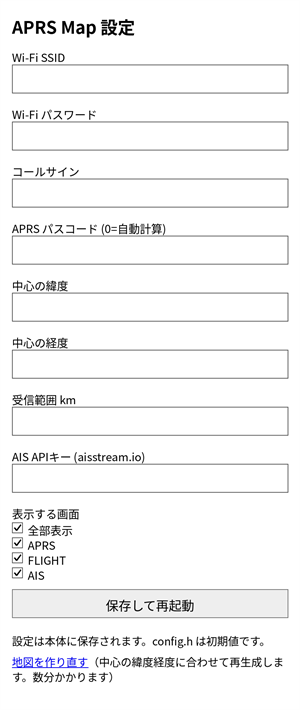 APRS Map 設定
Wi-Fi SSID
Wi-Fi パスワード
コールサイン
APRS パスコード (0=自動計算)
中心の緯度
中心の経度
受信範囲 km
AIS APIキー (aisstream.io)
表示する画面
全部表示
APRS
FLIGHT
AIS
保存して再起動
設定は本体に保存されます。config.h は初期値です。
地図を作り直す（中心の緯度経度に合わせて再生成しま
す。数分かかります）